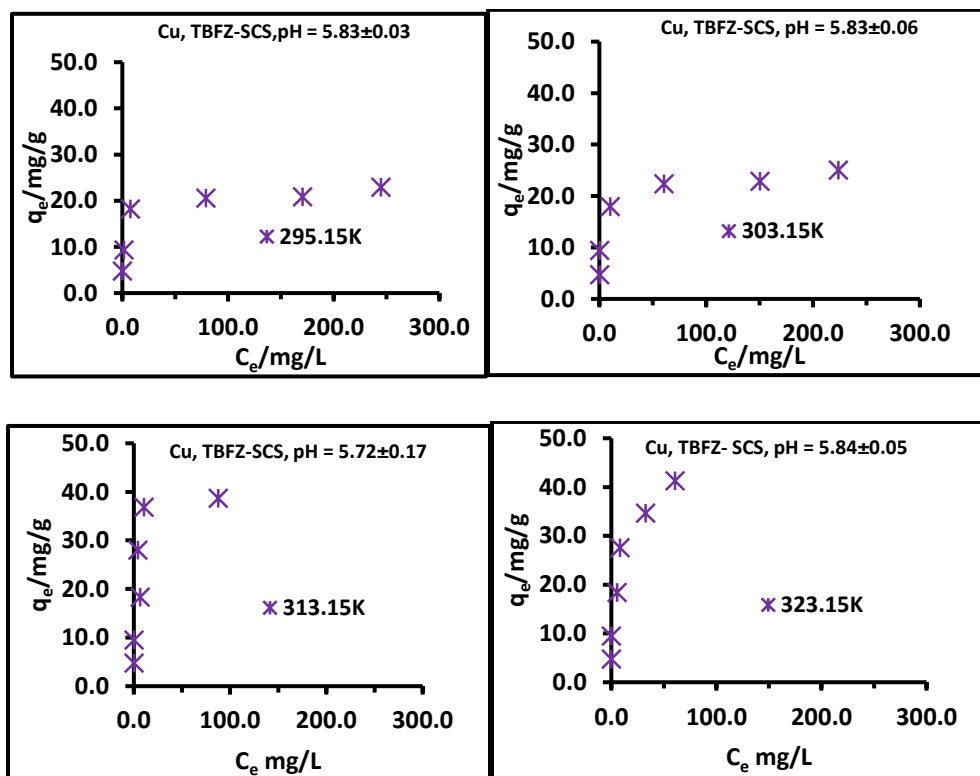 Cu, TBFZ-SCS,pH = 5.83±0.03
50.0
40.0
30.0
20.0
10.0
0.0
qe/mg/g
295.15K
0.0 100.0 200.0 300.0
Ce/mg/L
Cu, TBFZ-SCS, pH = 5.83±0.06
50.0
40.0
30.0
20.0
10.0
0.0
qe/mg/g
303.15K
0.0 100.0 200.0 300.0
Ce/mg/L
Cu, TBFZ-SCS, pH = 5.72±0.17
50.0
40.0
30.0
20.0
10.0
0.0
qe/mg/g
313.15K
0.0 100.0 200.0 300.0
Ce mg/L
Cu, TBFZ- SCS, pH = 5.84±0.05
50.0
40.0
30.0
20.0
10.0
0.0
qe/mg/g
323.15K
0.0 100.0 200.0 300.0
Ce mg/L